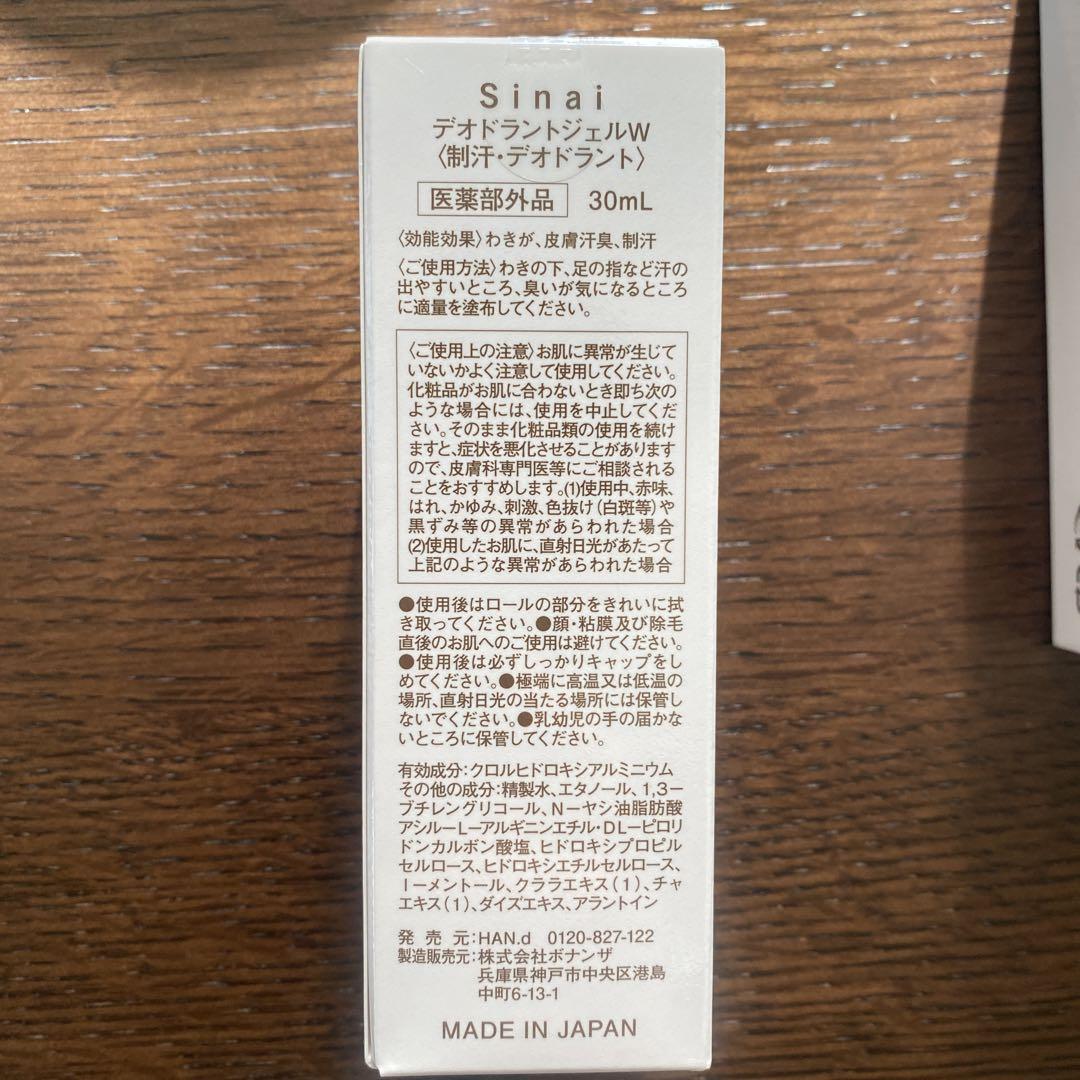 Sinai
デオドラントジェルW
〈制汗・デオドラント〉
医薬部外品 30mL
〈効能効果〉わきが、皮膚汗臭、制汗
〈ご使用方法〉わきの下、足の指など汗の
出やすいところ、臭いが気になるところ
に適量を塗布してください。
〈ご使用上の注意〉お肌に異常が生じて
いないかよく注意して使用してください。
化粧品がお肌に合わないとき即ち次の
ような場合には、使用を中止してくだ
さい。そのまま化粧品類の使用を続け
ますと、症状を悪化させることがあります
ので、皮膚科専門医等にご相談される
ことをおすすめします。(1)使用中、赤味、
はれ、かゆみ、刺激、色抜け(白斑等)や
黒ずみ等の異常があらわれた場合
(2)使用したお肌に、直射日光があたって
上記のような異常があらわれた場合
●使用後はロールの部分をきれいに拭
き取ってください。●顔・粘膜及び除毛
直後のお肌へのご使用は避けてください。
●使用後は必ずしっかりキャップをし
めてください。●極端に高温又は低温の
場所、直射日光の当たる場所には保管し
ないでください。●乳幼児の手の届かな
いところに保管してください。
有効成分:クロルヒドロキシアルミニウム
その他の成分:精製水、エタノール、1,3-
ブチレングリコール、N-ヤシ油脂肪酸
アシル-L-アルギニンエチル・DL-ピロリ
ドンカルボン酸塩、ヒドロキシプロピル
セルロース、ヒドロキシエチルセルロース、
l-メントール、クララエキス(1)、チャ
エキス(1)、ダイズエキス、アラントイン
発売元:HAN.d 0120-827-122
製造販売元:株式会社ボナンザ
兵庫県神戸市中央区港島
中町6-13-1
MADE IN JAPAN